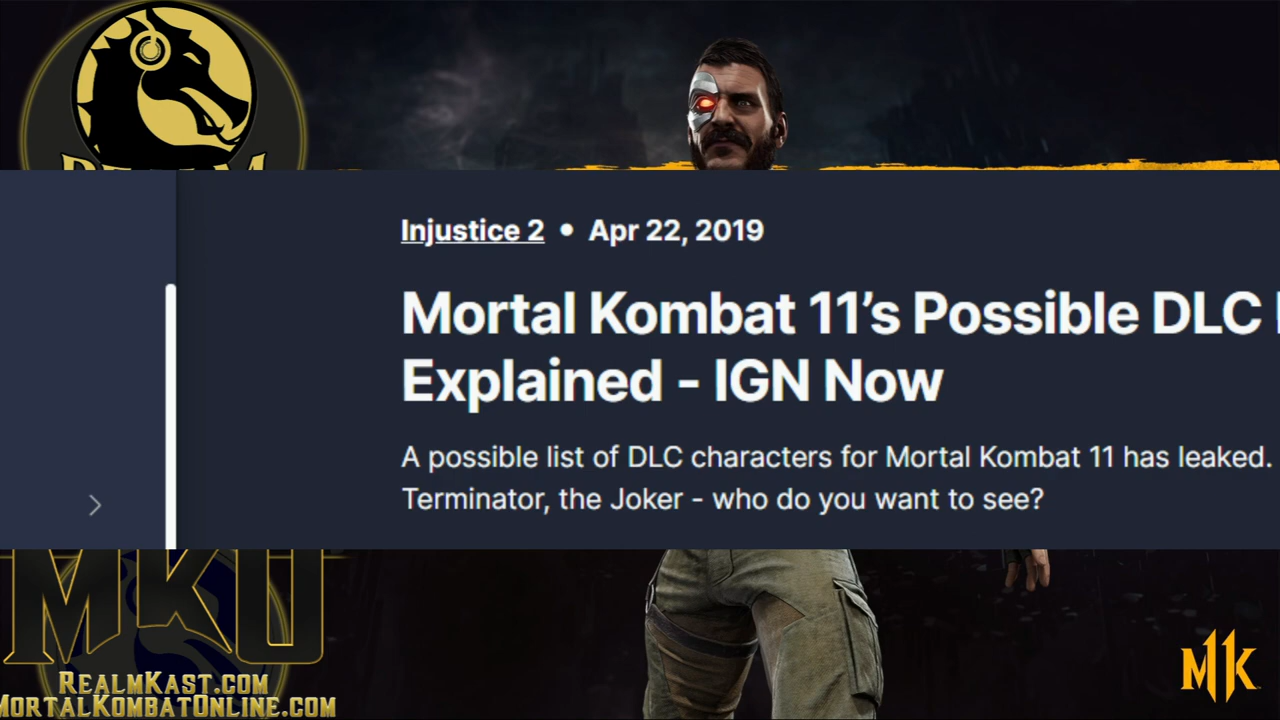 Injustice 2 • Apr 22, 2019
Mortal Kombat 11's Possible DLC
Explained - IGN Now
A possible list of DLC characters for Mortal Kombat 11 has leaked.
Terminator, the Joker - who do you want to see?
MKO
RealmKast.com
MortalKombatOnline.com
MK